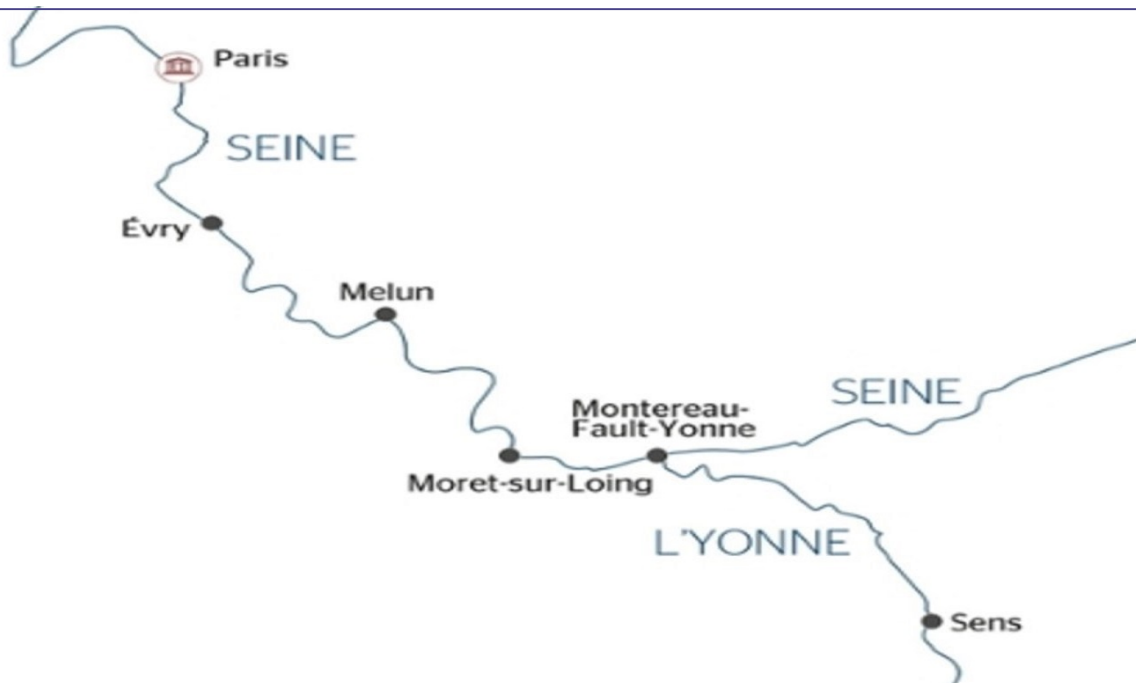 Paris
SEINE
Évry
Melun
SEINE
Montereau-
Fault-Yonne
Moret-sur-Loing
L'YONNE
Sens